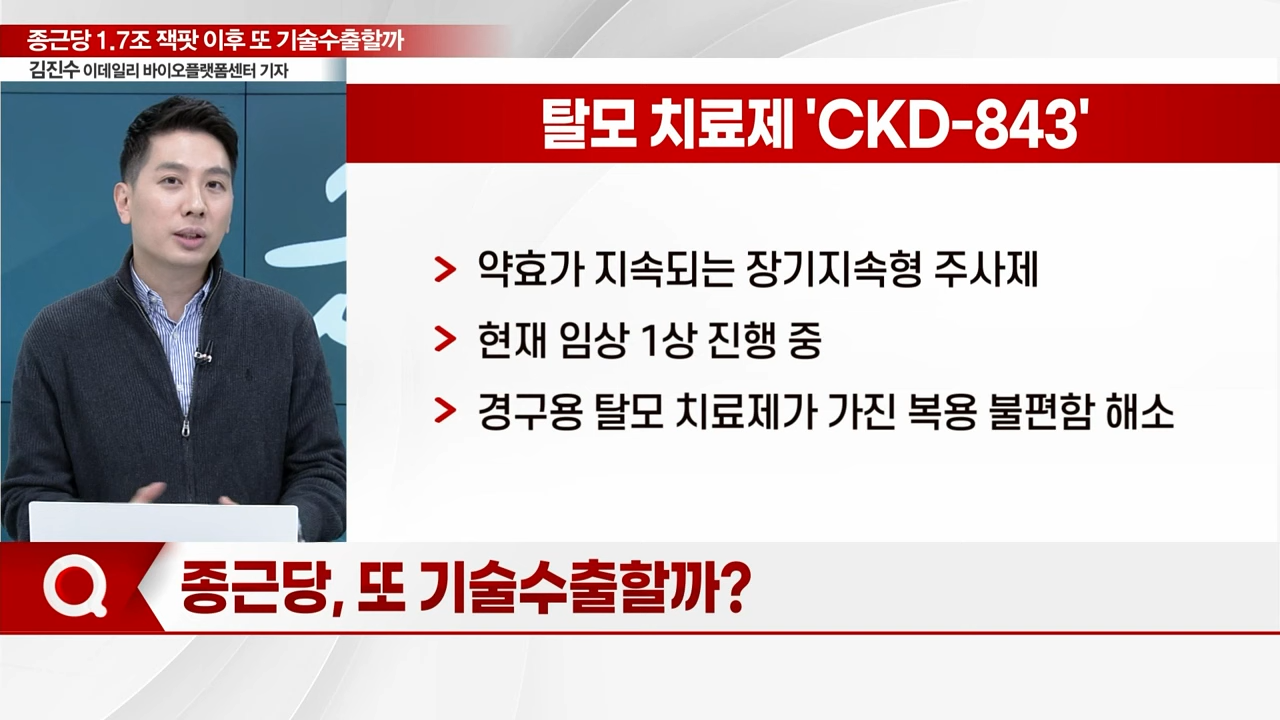 종근당 1.7조 잭팟 이후 또 기술수출할까
김진수 이데일리 바이오플랫폼센터 기자
탈모 치료제 'CKD-843'
> 약효가 지속되는 장기지속형 주사제
> 현재 임상 1상 진행 중
> 경구용 탈모 치료제가 가진 복용 불편함 해소
Q 종근당, 또 기술수출할까?